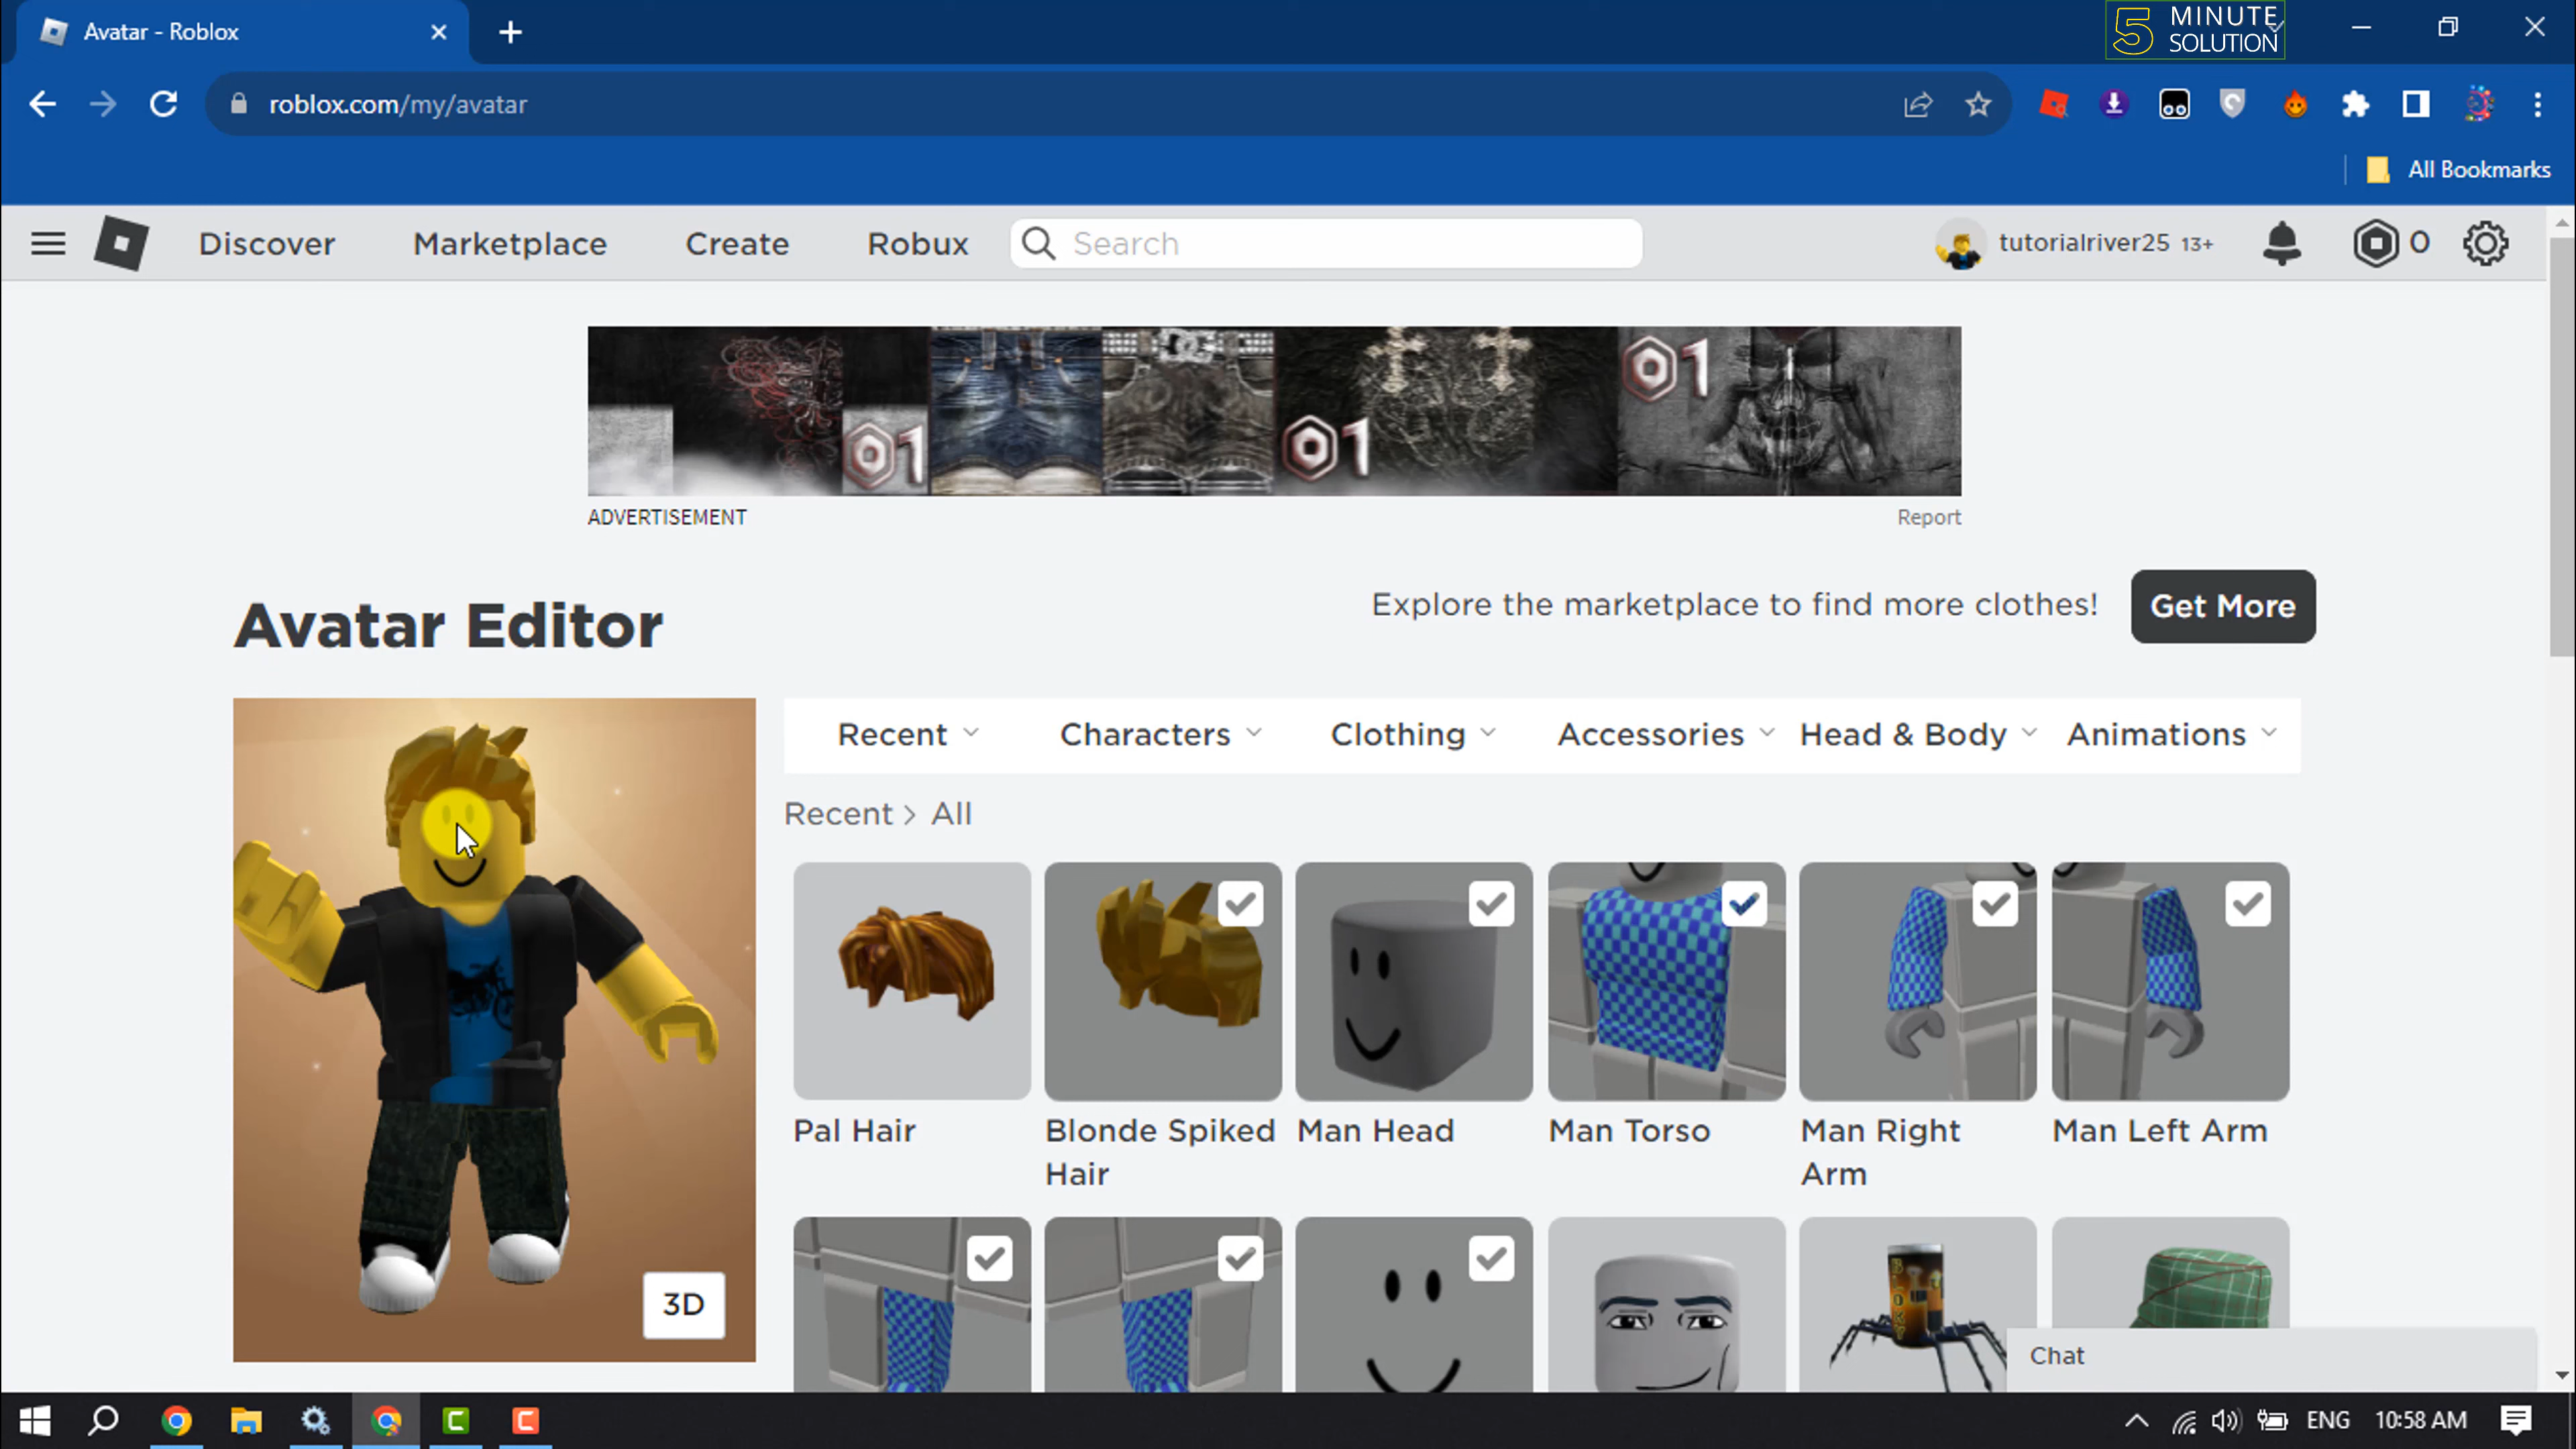 Avatar - Roblox
5 MINUTE
SOLUTION
roblox.com/my/avatar
All Bookmarks
Discover
Marketplace
Create
Robux
Search
tutorialriver25 13+
0
01
01
01
ADVERTISEMENT
Report
Avatar Editor
Explore the marketplace to find more clothes!
Get More
Recent
Characters
Clothing
Accessories
Head & Body
Animations
Recent > All
Pal Hair
Blonde Spiked
Hair
Man Head
Man Torso
Man Right
Arm
Man Left Arm
3D
Chat
ENG
10:58 AM